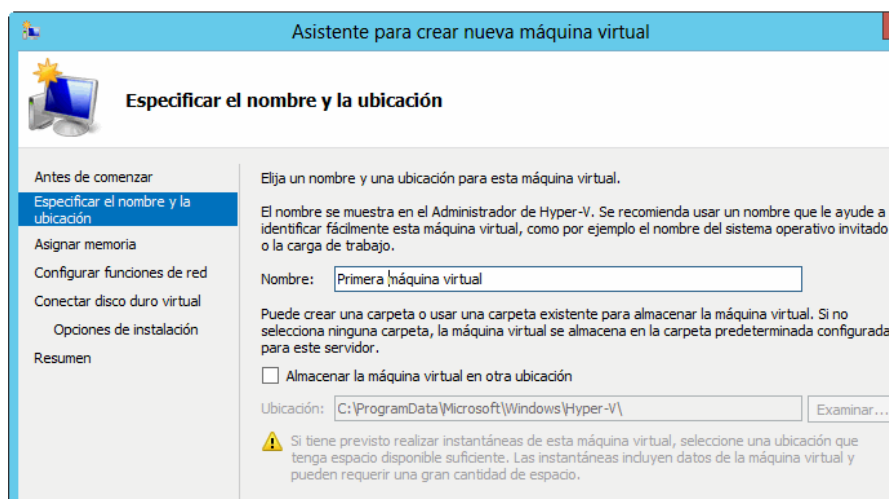 Asistente para crear nueva máquina virtual
Especificar el nombre y la ubicación
Antes de comenzar
Especificar el nombre y la
ubicación
Asignar memoria
Configurar funciones de red
Conectar disco duro virtual
Opciones de instalación
Resumen
Elija un nombre y una ubicación para esta máquina virtual.
El nombre se muestra en el Administrador de Hyper-V. Se recomienda usar un nombre que le ayude a
identificar fácilmente esta máquina virtual, como por ejemplo el nombre del sistema operativo invitado
o la carga de trabajo.
Nombre: Primera máquina virtual
Puede crear una carpeta o usar una carpeta existente para almacenar la máquina virtual. Si no
selecciona ninguna carpeta, la máquina virtual se almacena en la carpeta predeterminada configurada
para este servidor.
Almacenar la máquina virtual en otra ubicación
Ubicación: C:\ProgramData\Microsoft\Windows\Hyper-V\ Examinar...
Si tiene previsto realizar instantáneas de esta máquina virtual, seleccione una ubicación que
tenga espacio disponible suficiente. Las instantáneas incluyen datos de la máquina virtual y
pueden requerir una gran cantidad de espacio.